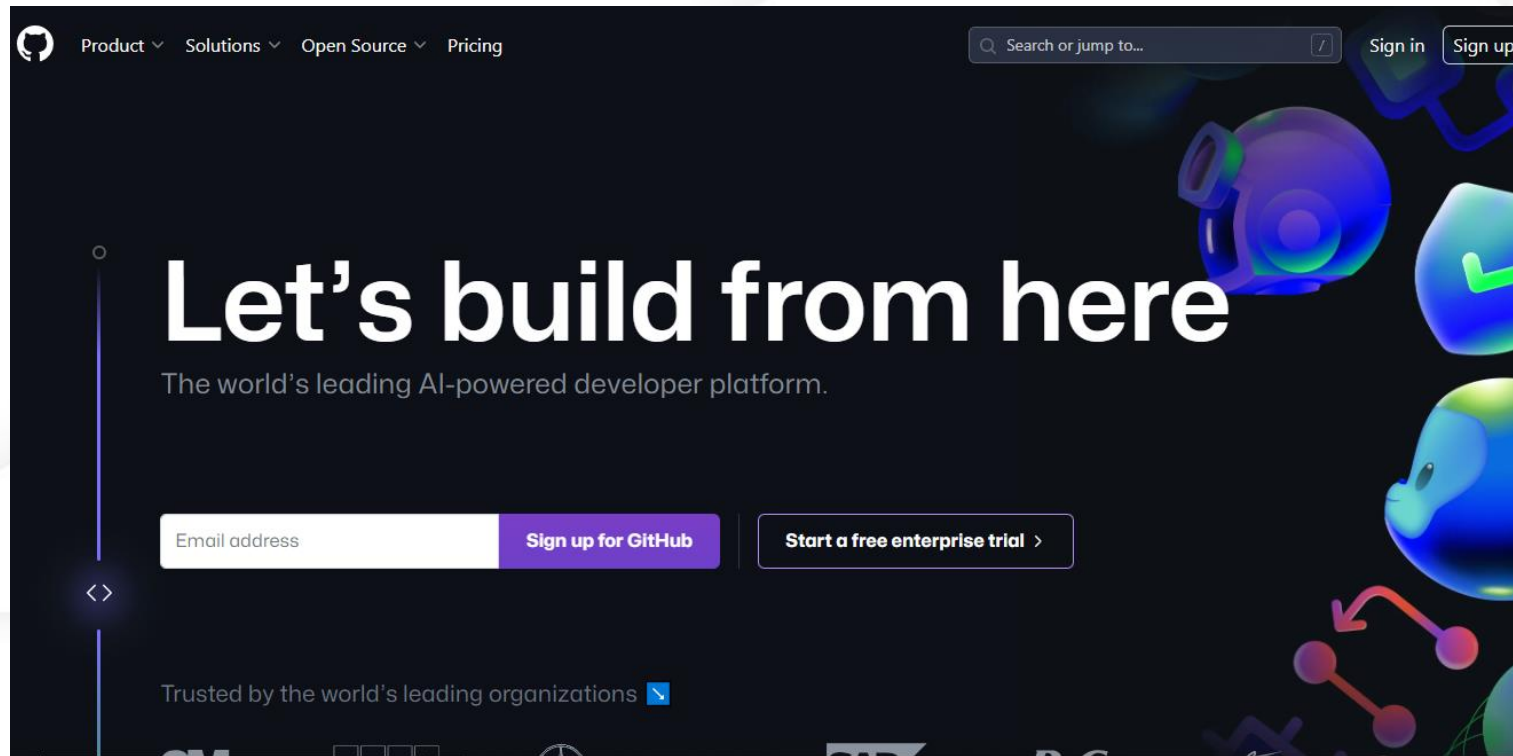 Product Solutions Open Source Pricing Search or jump to... / Sign in Sign up
Let’s build from here
The world’s leading AI-powered developer platform.
Email address Sign up for GitHub Start a free enterprise trial
Trusted by the world’s leading organizations